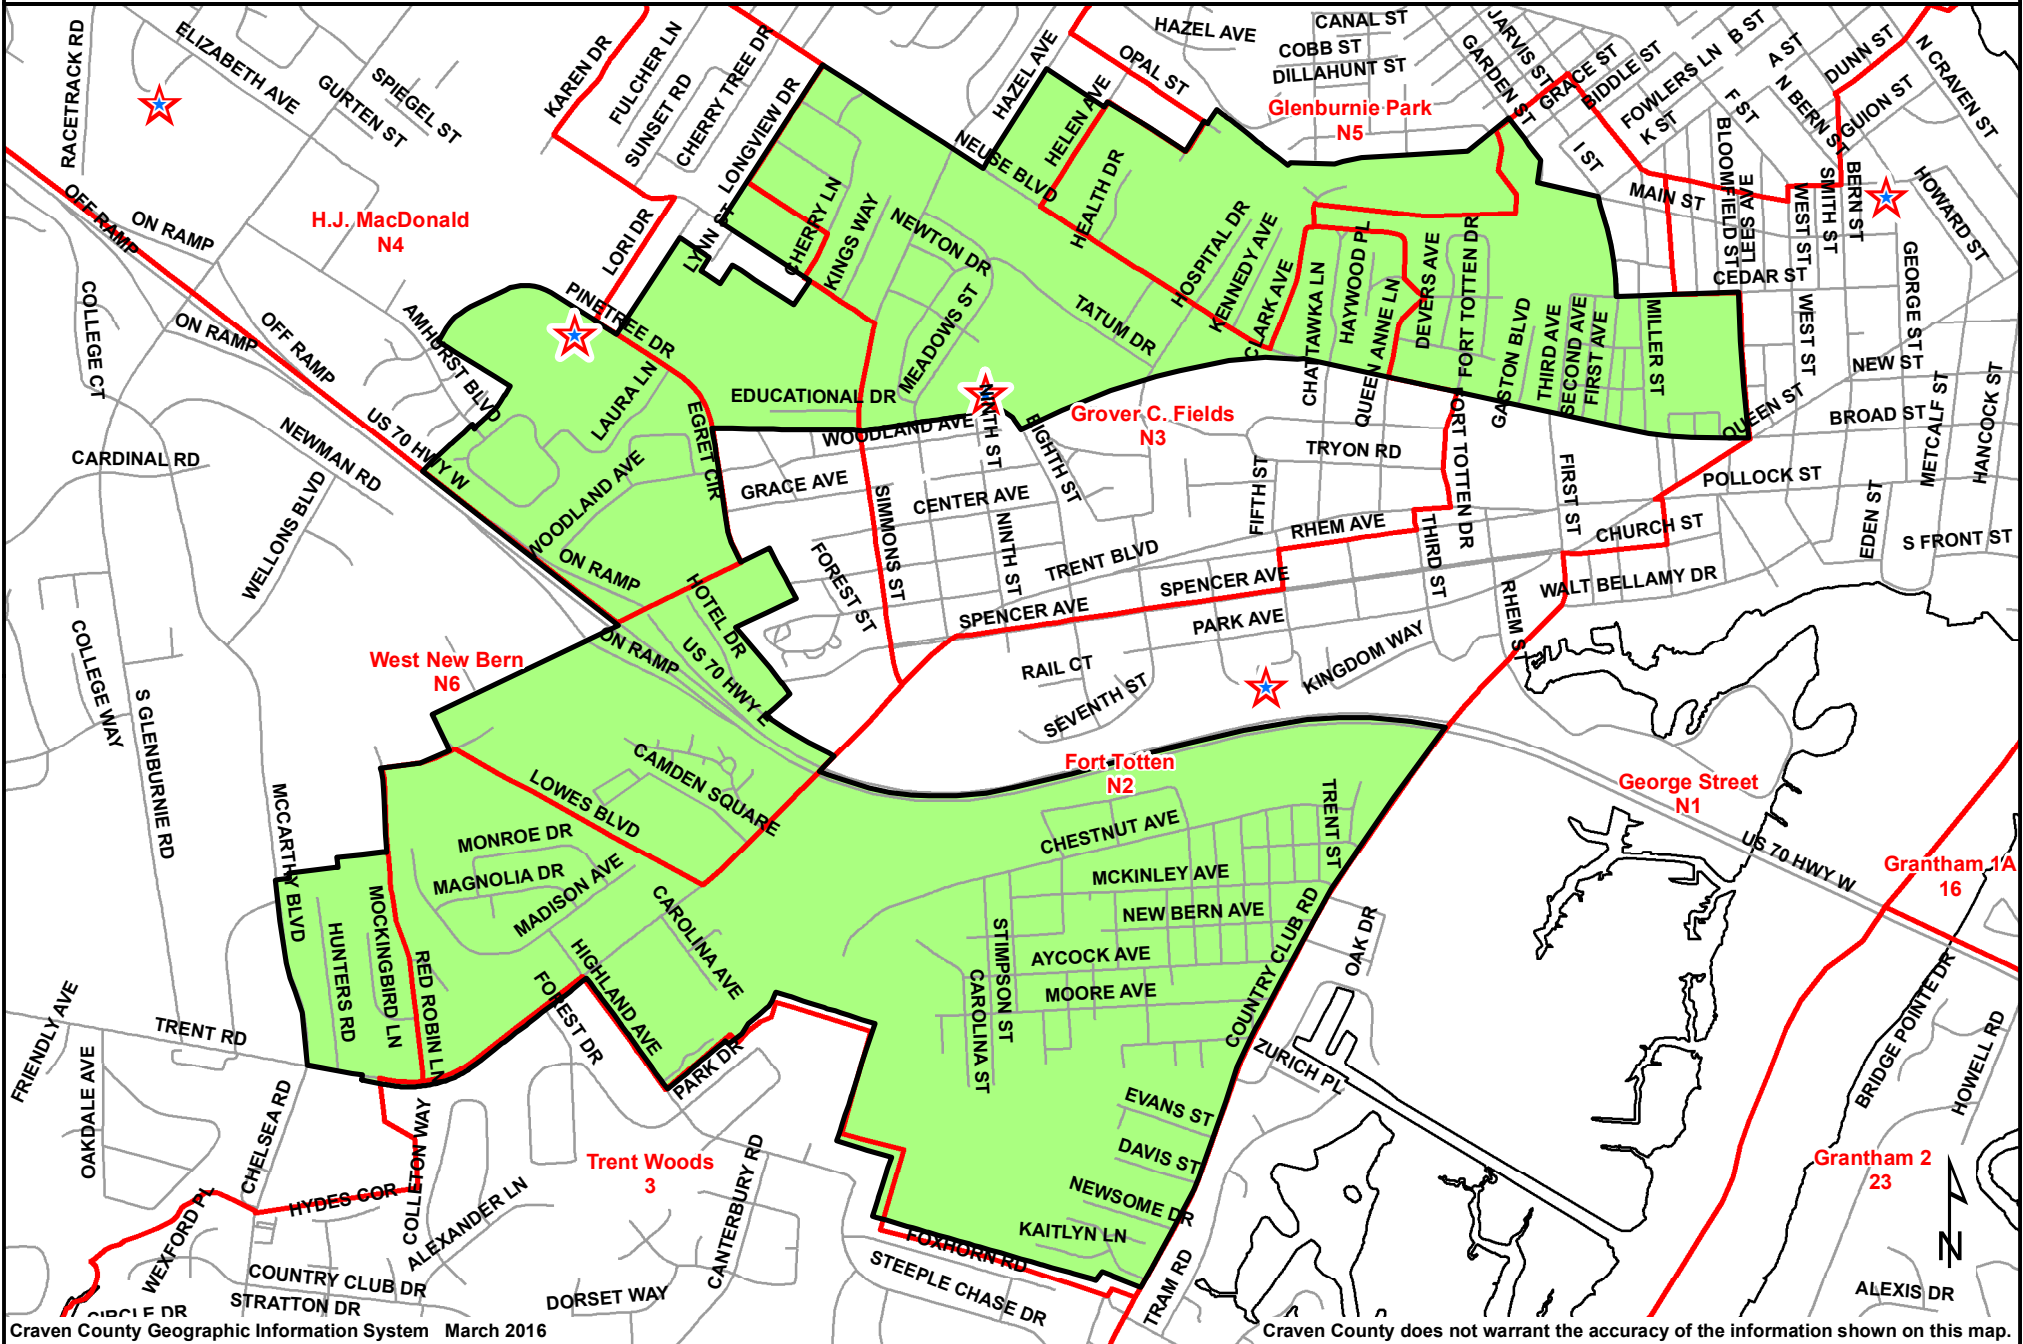 RACETRACK RD
ELIZABETH AVE
GURTEN ST
SPIEGEL ST
KAREN DR
FULCHER LN
SUNSET RD
CHERRY TREE DR
LONGVIEW DR
HAZEL AVE
OPAL ST
HAZEL AVE
CANAL ST
COBB ST
DILLAHUNT ST
Glenburnie Park
N5
JARVIS ST
GARDEN ST
GRACE ST
BIDDLE ST
FOWLERS LN
B ST
A ST
K ST
I ST
F ST
N BERN ST
DUNN ST
GUION ST
N CRAVEN ST
HOWARD ST
BERN ST
SMITH ST
WEST ST
BLOOMFIELD ST
LEES AVE
MAIN ST
CEDAR ST
GEORGE ST
WEST ST
NEW ST
BROAD ST
QUEEN ST
METCALF ST
HANCOCK ST
POLLOCK ST
EDEN ST
S FRONT ST
OFF RAMP
ON RAMP
H.J. MacDonald
N4
LORI DR
LYNN ST
CHERRY LN
KINGS WAY
NEUSE BLVD
HELEN AVE
HEALTH DR
NEWTON DR
MEADOWS ST
TATUM DR
HOSPITAL DR
KENNEDY AVE
CLARK AVE
CHATTAWKA LN
HAYWOOD PL
QUEEN ANNE LN
DEVERS AVE
FORT TOTTEN DR
GASTON BLVD
THIRD AVE
SECOND AVE
FIRST AVE
MILLER ST
COLLEGE CT
ON RAMP
OFF RAMP
AMHURST BLVD
PINETREE DR
LAURA LN
EGRET CIR
EDUCATIONAL DR
WOODLAND AVE
NINTH ST
EIGHTH ST
Grover C. Fields
N3
TRYON RD
FORT TOTTEN DR
FIRST ST
US 70 HWY W
NEWMAN RD
CARDINAL RD
WELLONS BLVD
WOODLAND AVE
ON RAMP
GRACE AVE
SIMMONS ST
CENTER AVE
NINTH ST
FIFTH ST
RHEM AVE
THIRD ST
CHURCH ST
TRENT BLVD
SPENCER AVE
SPENCER AVE
PARK AVE
WALT BELLAMY DR
RHEM ST
FOREST ST
HOTEL DR
ON RAMP
US 70 HWY E
COLLEGE WAY
S GLENBURNIE RD
West New Bern
N6
RAIL CT
SEVENTH ST
KINGDOM WAY
Fort Totten
N2
George Street
N1
US 70 HWY W
Grantham 1A
16
CAMDEN SQUARE
LOWES BLVD
MONROE DR
MAGNOLIA DR
MADISON AVE
CAROLINA AVE
HIGHLAND AVE
MCCARTHY BLVD
HUNTERS RD
MOCKINGBIRD LN
RED ROBIN LN
FOREST DR
PARK DR
CHESTNUT AVE
TRENT ST
MCKINLEY AVE
NEW BERN AVE
AYCOCK AVE
MOORE AVE
STIMPSON ST
CAROLINA ST
COUNTRY CLUB RD
OAK DR
ZURICH PL
EVANS ST
DAVIS ST
NEWSOME DR
KAITLYN LN
FOXHORN RD
STEEPLE CHASE DR
TRAM RD
BRIDGE POINTE DR
HOWELL RD
Grantham 2
23
N
ALEXIS DR
FRIENDLY AVE
TRENT RD
OAKDALE AVE
CHELSEA RD
COLLETON WAY
HYDES COR
WEXFORD PL
ALEXANDER LN
Trent Woods
3
CANTERBURY RD
COUNTRY CLUB DR
STRATTON DR
CIRCLE DR
DORSET WAY
Craven County Geographic Information System March 2016
Craven County does not warrant the accuracy of the information shown on this map.